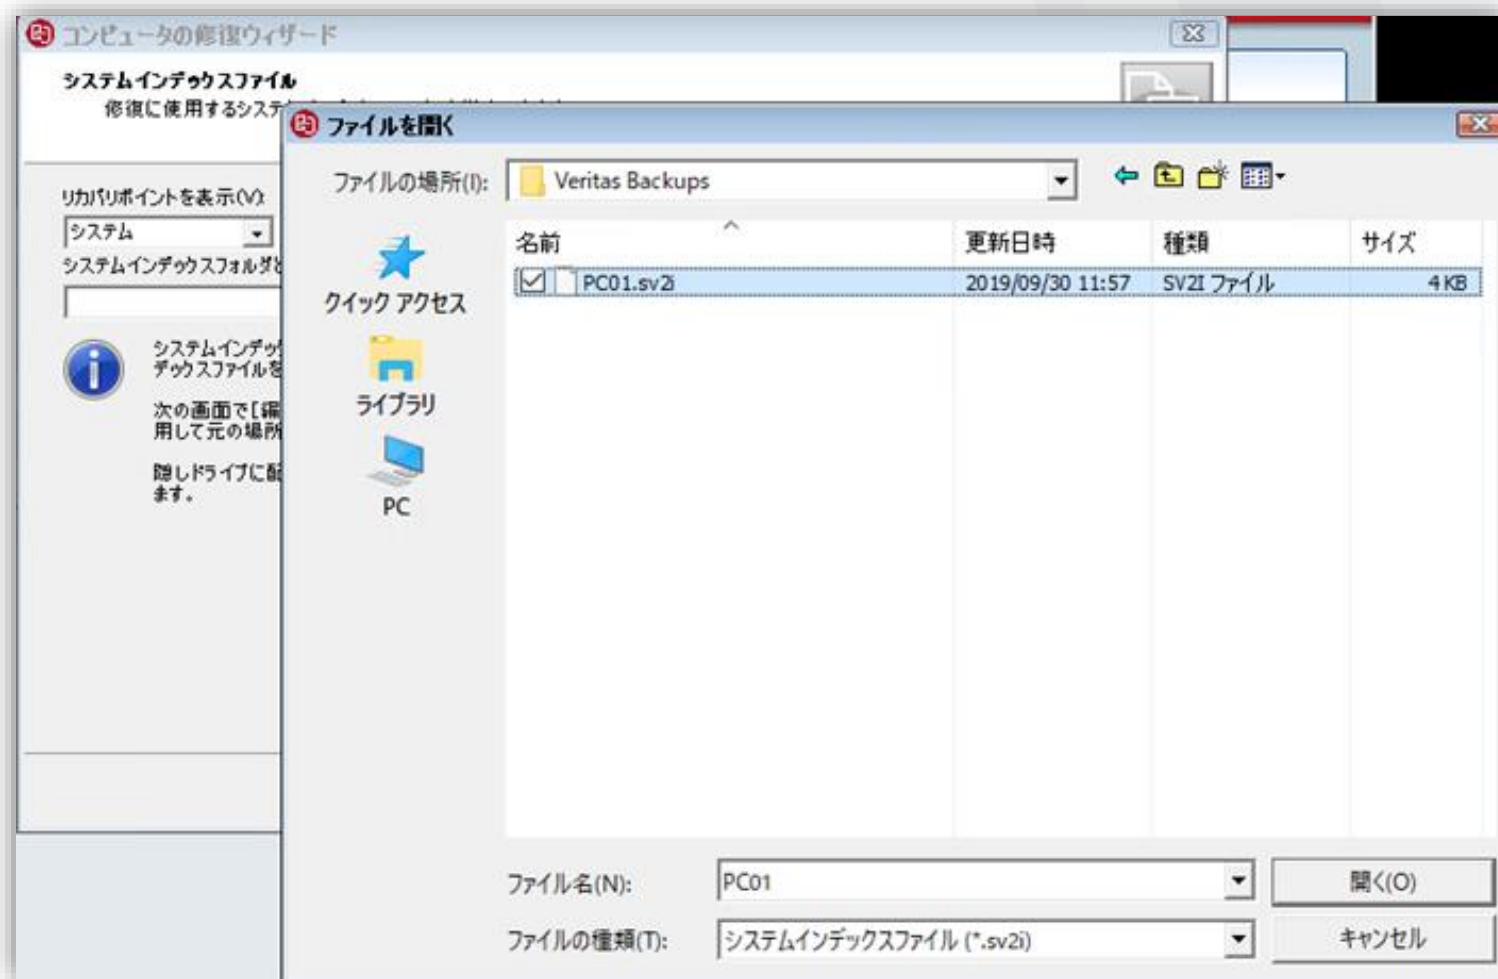 コンピュータの修復ウィザード
システムインデックスファイル
修復に使用するシステ
ファイルを開く
ファイルの場所(I):
Veritas Backups
リカバリポイントを表示(V):
システム
システムインデックスフォルダと
名前
更新日時
種類
サイズ
PC01.sv2i
2019/09/30 11:57
SV2I ファイル
4 KB
クイック アクセス
ライブラリ
PC
システムインデッ
デックスファイルを
次の画面で[編
用して元の場所
隠しドライブに配
ます。
ファイル名(N):
PC01
開く(O)
ファイルの種類(T):
システムインデックスファイル (*.sv2i)
キャンセル